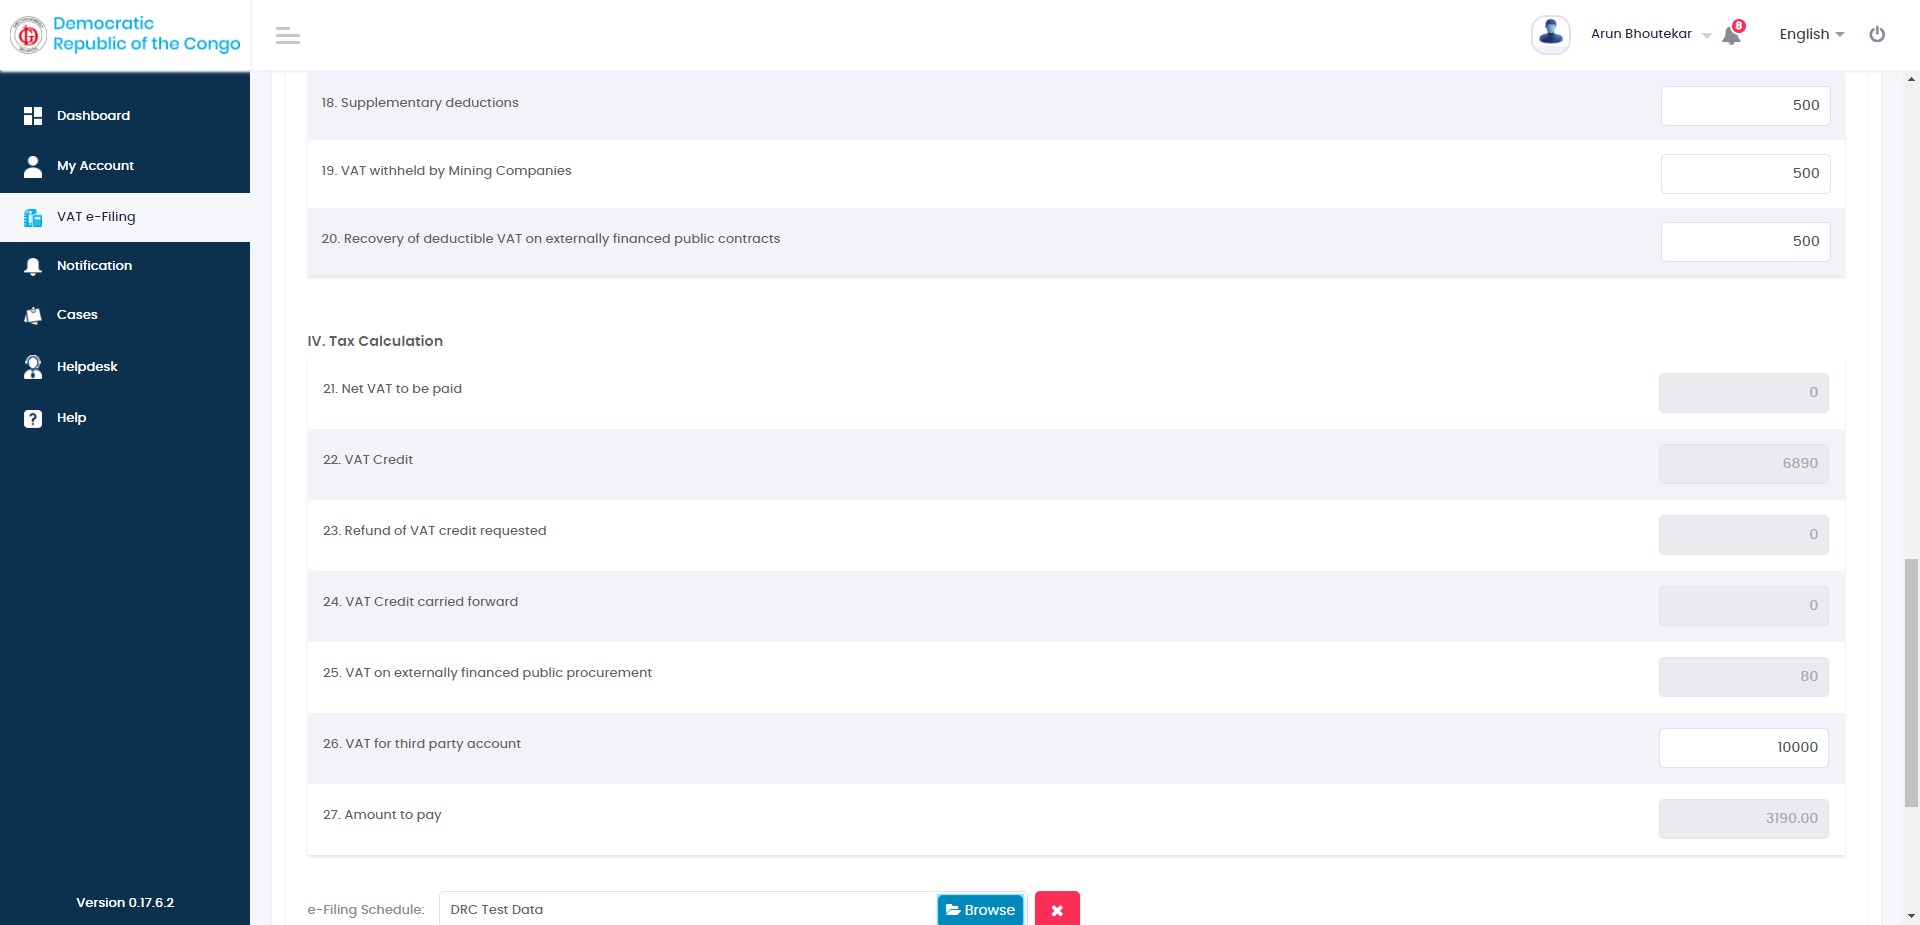 Democratic
Republic of the Congo
Arun Bhoutekar
8
English
Dashboard
My Account
VAT e-Filing
Notification
Cases
Helpdesk
Help
Version 0.17.6.2
18. Supplementary deductions 500
19. VAT withheld by Mining Companies 500
20. Recovery of deductible VAT on externally financed public contracts 500
IV. Tax Calculation
21. Net VAT to be paid 0
22. VAT Credit 6890
23. Refund of VAT credit requested 0
24. VAT Credit carried forward 0
25. VAT on externally financed public procurement 80
26. VAT for third party account 10000
27. Amount to pay 3190.00
e-Filing Schedule: DRC Test Data Browse